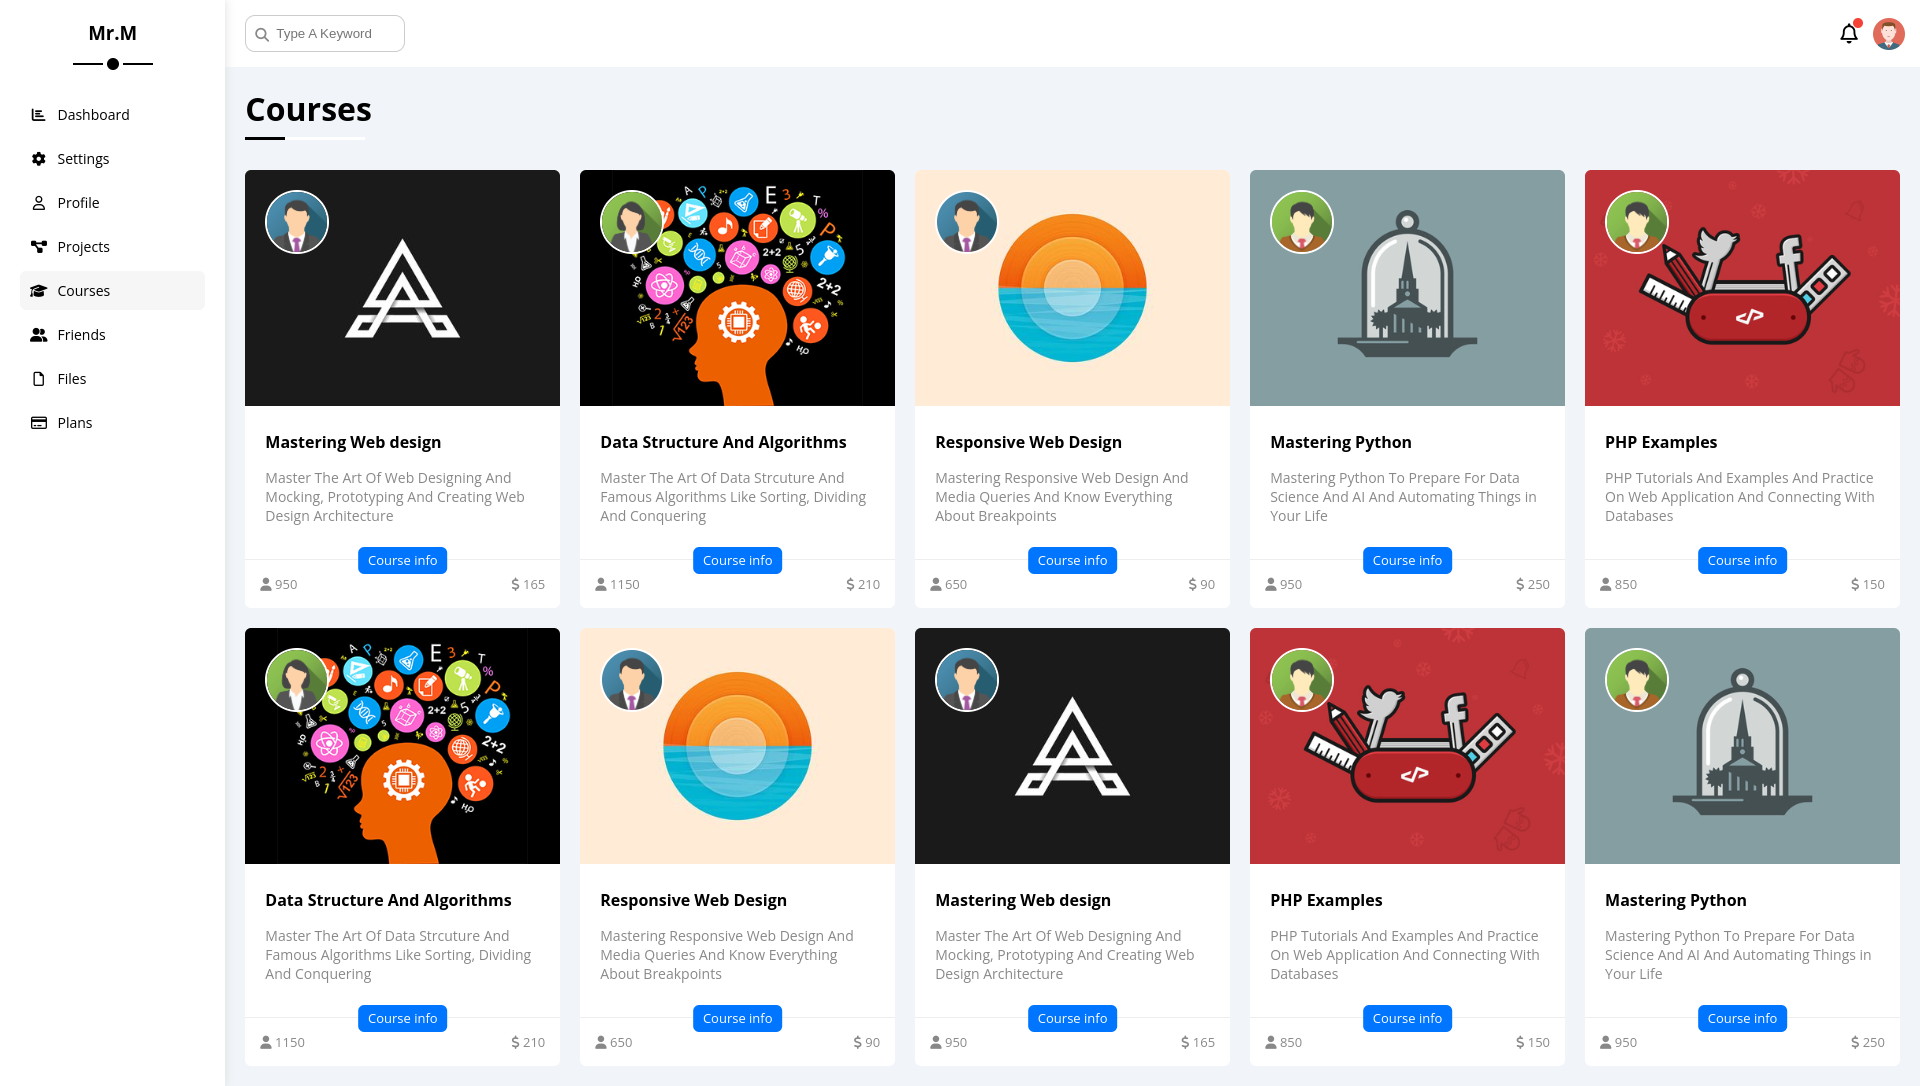 Mr.M
Type A Keyword
Dashboard
Settings
Profile
Projects
Courses
Friends
Files
Plans
Courses
Mastering Web design
Master The Art Of Web Designing And
Mocking, Prototyping And Creating Web
Design Architecture
Course info
950
$ 165
Data Structure And Algorithms
Master The Art Of Data Strcuture And
Famous Algorithms Like Sorting, Dividing
And Conquering
Course info
1150
$ 210
Responsive Web Design
Mastering Responsive Web Design And
Media Queries And Know Everything
About Breakpoints
Course info
650
$ 90
</>
Mastering Python
Mastering Python To Prepare For Data
Science And AI And Automating Things in
Your Life
Course info
950
$ 250
PHP Examples
PHP Tutorials And Examples And Practice
On Web Application And Connecting With
Databases
Course info
850
$ 150
Data Structure And Algorithms
Master The Art Of Data Strcuture And
Famous Algorithms Like Sorting, Dividing
And Conquering
Course info
1150
$ 210
Responsive Web Design
Mastering Responsive Web Design And
Media Queries And Know Everything
About Breakpoints
Course info
650
$ 90
Mastering Web design
Master The Art Of Web Designing And
Mocking, Prototyping And Creating Web
Design Architecture
Course info
950
$ 165
</>
PHP Examples
PHP Tutorials And Examples And Practice
On Web Application And Connecting With
Databases
Course info
850
$ 150
Mastering Python
Mastering Python To Prepare For Data
Science And AI And Automating Things in
Your Life
Course info
950
$ 250